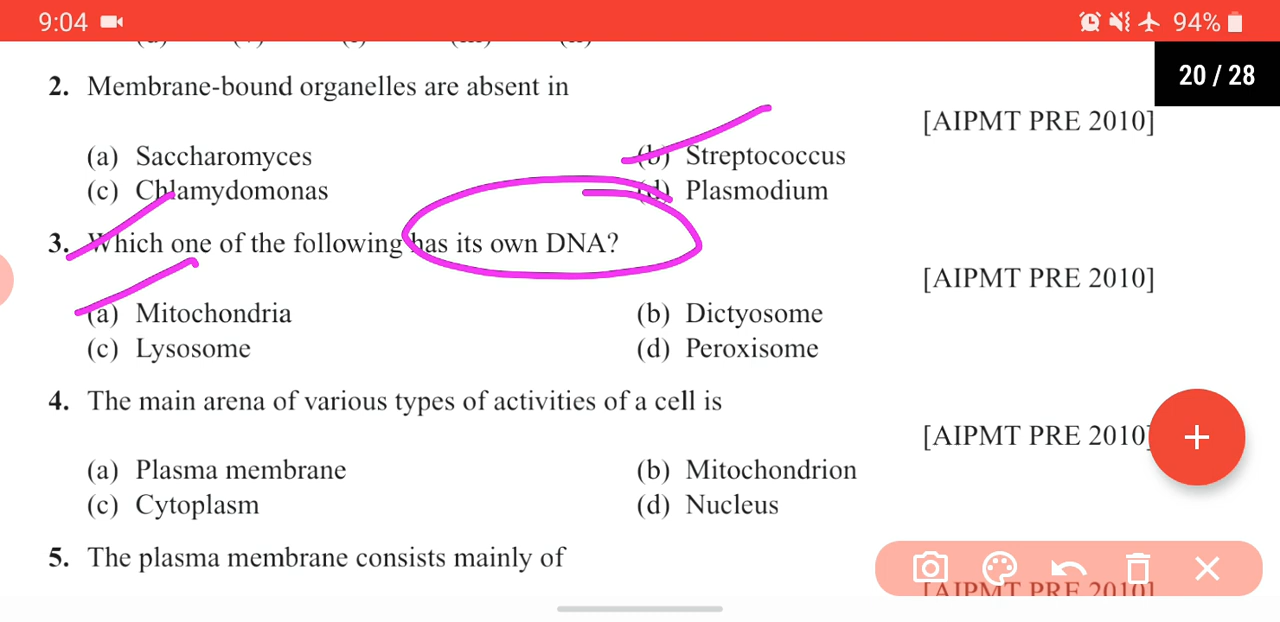 9:04
94%
20 / 28
2. Membrane-bound organelles are absent in
[AIPMT PRE 2010]
(a) Saccharomyces (b) Streptococcus
(c) Chlamydomonas (d) Plasmodium
3. Which one of the following has its own DNA?
[AIPMT PRE 2010]
(a) Mitochondria (b) Dictyosome
(c) Lysosome (d) Peroxisome
4. The main arena of various types of activities of a cell is
[AIPMT PRE 2010]
(a) Plasma membrane (b) Mitochondrion
(c) Cytoplasm (d) Nucleus
5. The plasma membrane consists mainly of
[AIPMT PRE 2010]